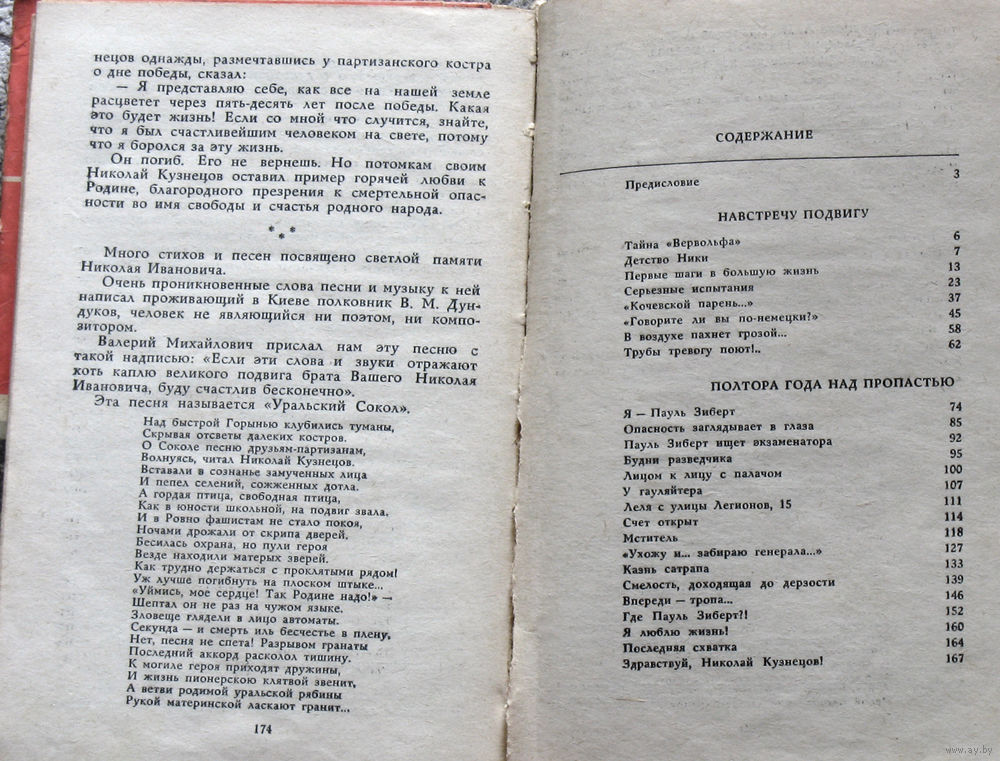 нецов однажды, размечтавшись у партизанского костра
о дне победы, сказал:
— Я представляю себе, как все на нашей земле
расцветет через пять-десять лет после победы. Какая
это будет жизнь! Если со мной что случится, знайте,
что я был счастливейшим человеком на свете, потому
что я боролся за эту жизнь.
Он погиб. Его не вернешь. Но потомкам своим
Николай Кузнецов оставил пример горячей любви к
Родине, благородного презрения к смертельной опас-
ности во имя свободы и счастья родного народа.
* * *
Много стихов и песен посвящено светлой памяти
Николая Ивановича.
Очень проникновенные слова песни и музыку к ней
написал проживающий в Киеве полковник В. М. Дун-
дуков, человек не являющийся ни поэтом, ни компо-
зитором.
Валерий Михайлович прислал нам эту песню с
такой надписью: «Если эти слова и звуки отражают
хоть каплю великого подвига брата Вашего Николая
Ивановича, буду счастлив бесконечно».
Эта песня называется «Уральский Сокол».
Над быстрой Горынью клубились туманы,
Скрывая отсветы далеких костров.
О Соколе песню друзьям-партизанам,
Волнуясь, читал Николай Кузнецов.
Вставали в сознанье замученных лица
И пепел селений, сожженных дотла.
А гордая птица, свободная птица,
Как в юности школьной, на подвиг звала.
И в Ровно фашистам не стало покоя,
Ночами дрожали от скрипа дверей.
Бесилась охрана, но пули героя
Везде находили матерых зверей.
Как трудно держаться с проклятыми рядом!
Уж лучше погибнуть на плоском штыке...
«Уймись, мое сердце! Так Родине надо!» —
Шептал он не раз на чужом языке.
Зловеще глядели в лицо автоматы.
Секунда — и смерть иль бесчестье в плену,
Нет, песня не спета! Разрывом гранаты
Последний аккорд расколол тишину.
К могиле героя приходят дружины,
И жизнь пионерскою клятвой звенит,
А ветви родимой уральской рябины
Рукой материнской ласкают гранит...
174
СОДЕРЖАНИЕ
Предисловие 3
НАВСТРЕЧУ ПОДВИГУ
Тайна «Вервольфа» 6
Детство Ники 7
Первые шаги в большую жизнь 13
Серьезные испытания 23
«Кочевской парень...» 37
«Говорите ли вы по-немецки?» 45
В воздухе пахнет грозой... 58
Трубы тревогу поют!.. 62
ПОЛТОРА ГОДА НАД ПРОПАСТЬЮ
Я — Пауль Зиберт 74
Опасность заглядывает в глаза 85
Пауль Зиберт ищет экзаменатора 92
Будни разведчика 95
Лицом к лицу с палачом 100
У гауляйтера 107
Леля с улицы Легионов, 15 111
Счет открыт 114
Мститель 118
«Ухожу и... забираю генерала...» 127
Казнь сатрапа 133
Смелость, доходящая до дерзости 139
Впереди — тропа... 146
Где Пауль Зиберт?! 152
Я люблю жизнь! 160
Последняя схватка 164
Здравствуй, Николай Кузнецов! 167
www.ay.by